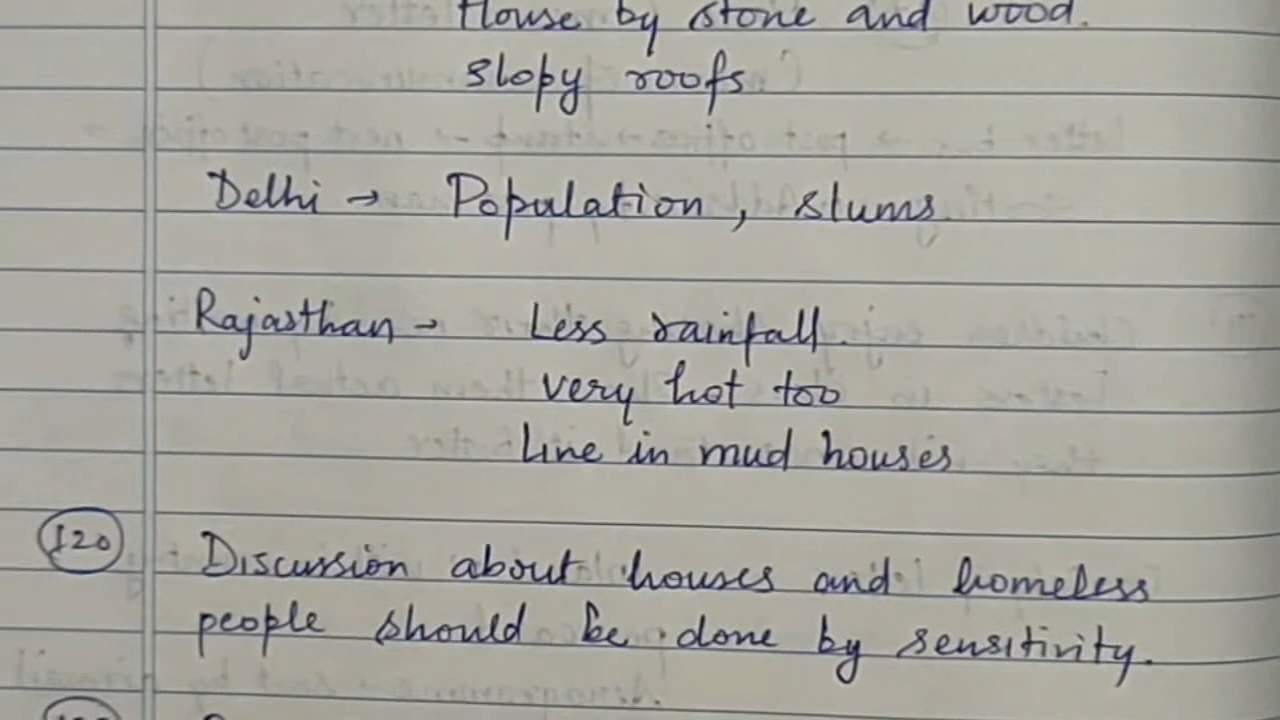 House by stone and wood.
Slopy roofs
Delhi → Population, slums
Rajasthan → Less rainfall.
very hot too
Line in mud houses
120 Discussion about houses and homeless
people should be done by sensitivity.